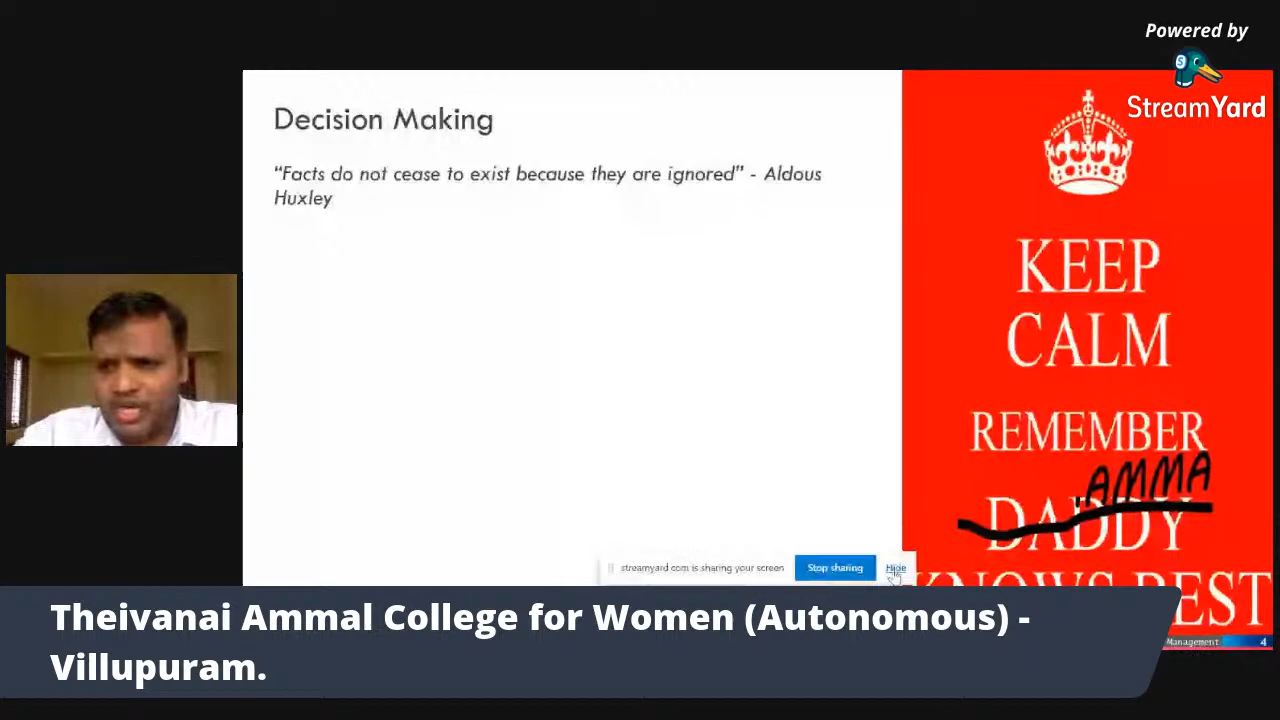 Powered by
StreamYard
Decision Making
“Facts do not cease to exist because they are ignored” - Aldous
Huxley
KEEP
CALM
REMEMBER
AMMA
DADDY
KNOWS BEST
streamyard.com is sharing your screen
Stop sharing
Hide
Management 4
Theivanai Ammal College for Women (Autonomous) -
Villupuram.